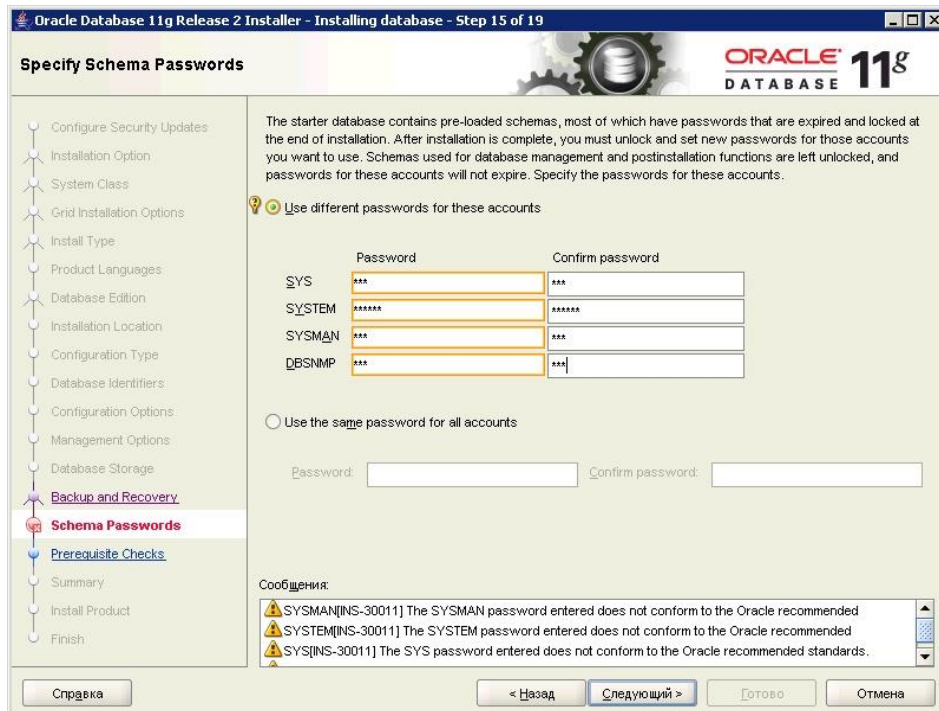 Oracle Database 11g Release 2 Installer - Installing database - Step 15 of 19
Specify Schema Passwords
ORACLE
DATABASE
11g
Configure Security Updates
Installation Option
System Class
Grid Installation Options
Install Type
Product Languages
Database Edition
Installation Location
Configuration Type
Database Identifiers
Configuration Options
Management Options
Database Storage
Backup and Recovery
Schema Passwords
Prerequisite Checks
Summary
Install Product
Finish
The starter database contains pre-loaded schemas, most of which have passwords that are expired and locked at
the end of installation. After installation is complete, you must unlock and set new passwords for those accounts
you want to use. Schemas used for database management and postinstallation functions are left unlocked, and
passwords for these accounts will not expire. Specify the passwords for these accounts.
Use different passwords for these accounts
Password Confirm password
SYS *** ***
SYSTEM ****** ******
SYSMAN *** ***
DBSNMP *** ***
Use the same password for all accounts
Password: Confirm password:
Сообщения:
SYSMAN[INS-30011] The SYSMAN password entered does not conform to the Oracle recommended
SYSTEM[INS-30011] The SYSTEM password entered does not conform to the Oracle recommended
SYS[INS-30011] The SYS password entered does not conform to the Oracle recommended standards.
Справка < Назад Следующий > Готово Отмена